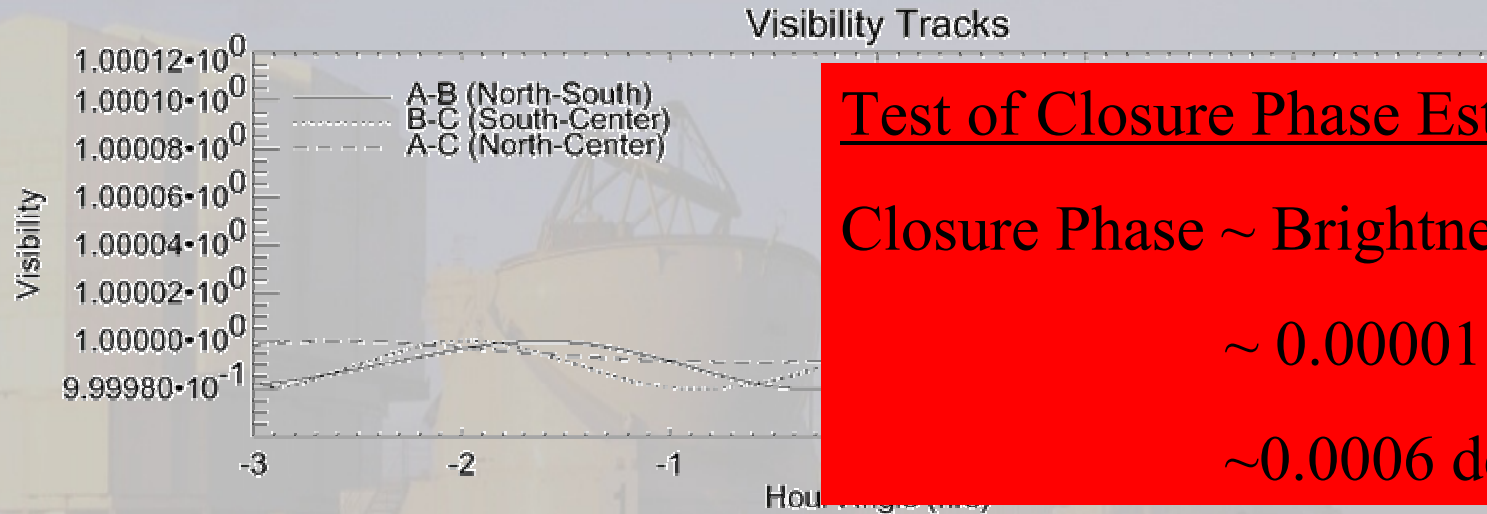 Visibility Tracks
1.00012•10⁰
1.00010•10⁰
1.00008•10⁰
1.00006•10⁰
1.00004•10⁰
1.00002•10⁰
1.00000•10⁰
9.99980•10⁻¹
Visibility
A-B (North-South)
B-C (South-Center)
A-C (North-Center)
-3 -2 -1
Test of Closure Phase
Closure Phase ~
~ 0.00001
~0.0006